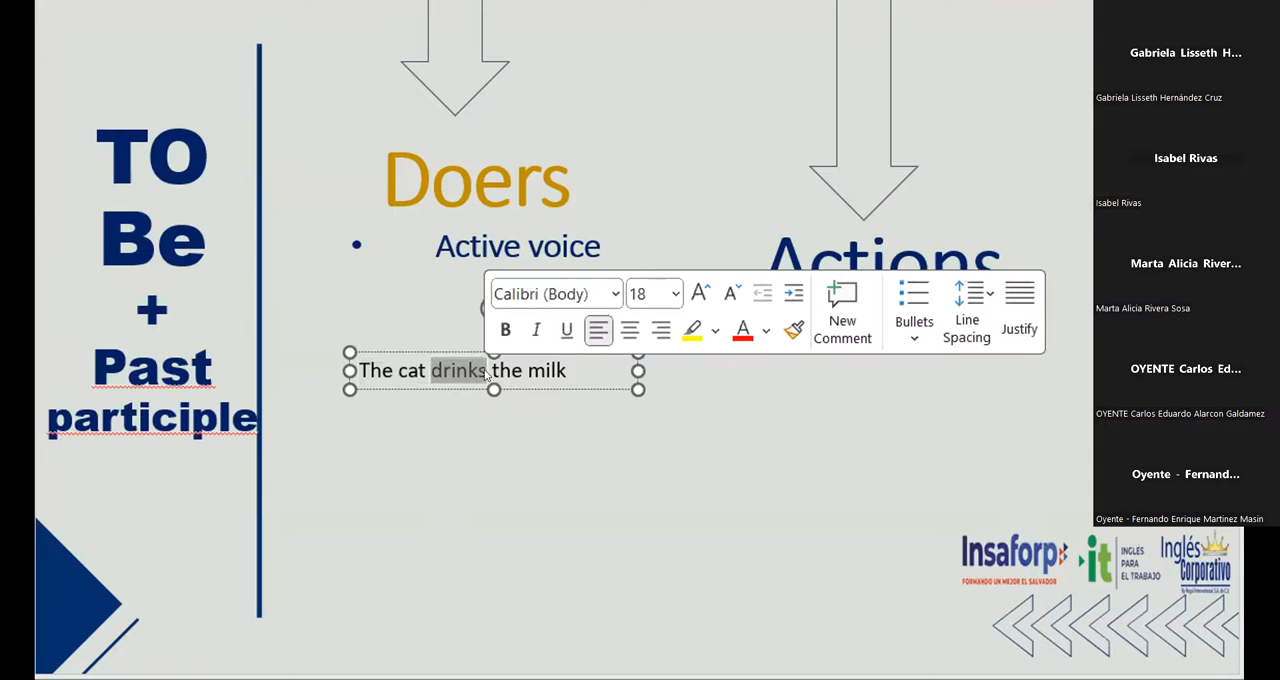 TO
Be
+
Past
participle
Doers
• Active voice
Actions
Calibri (Body)
18
A^
Aˇ
B
I
U
A
New
Comment
Bullets
Line
Spacing
Justify
The cat drinks the milk
Gabriela Lisseth H...
Gabriela Lisseth Hernández Cruz
Isabel Rivas
Isabel Rivas
Marta Alicia River...
Marta Alicia Rivera Sosa
OYENTE Carlos Ed...
OYENTE Carlos Eduardo Alarcon Galdamez
Oyente - Fernand...
Oyente - Fernando Enrique Martinez Masin
Insaforp
FORMANDO UN MEJOR EL SALVADOR
it
INGLÉS
PARA
EL TRABAJO
Inglés
Corporativo